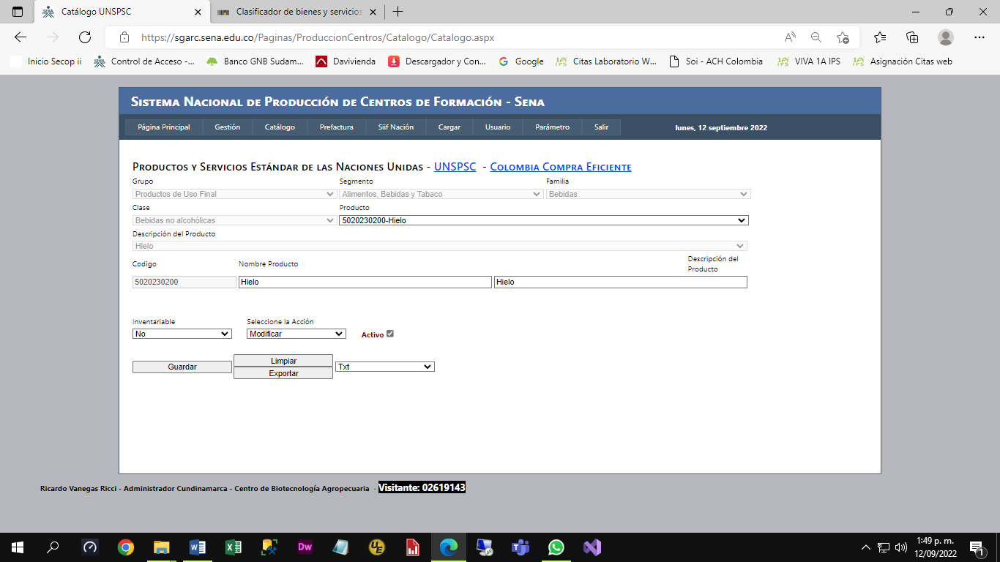 Catálogo UNSPSC
Clasificador de bienes y servicios
https://sgarc.sena.edu.co/Paginas/ProduccionCentros/Catalogo/Catalogo.aspx
Inicio Secop ii Control de Acceso -... Banco GNB Sudam... Davivienda Descargador y Con... Google Citas Laboratorio W... Soi - ACH Colombia VIVA 1A IPS Asignación Citas web
Sistema Nacional de Producción de Centros de Formación - Sena
Página Principal Gestión Catálogo Prefactura Siif Nación Cargar Usuario Parámetro Salir lunes, 12 septiembre 2022
Productos y Servicios Estándar de las Naciones Unidas - UNSPSC - Colombia Compra Eficiente
Grupo Segmento Familia
Productos de Uso Final Alimentos, Bebidas y Tabaco Bebidas
Clase Producto
Bebidas no alcohólicas 5020230200-Hielo
Descripción del Producto
Hielo
Codigo Nombre Producto Descripción del Producto
5020230200 Hielo Hielo
Inventariable Seleccione la Acción
No Modificar Activo
Guardar Limpiar Txt
Exportar
Ricardo Vanegas Ricci - Administrador Cundinamarca - Centro de Biotecnología Agropecuaria - Visitante: 02619143
Dw UE
1:49 p. m.
12/09/2022
1